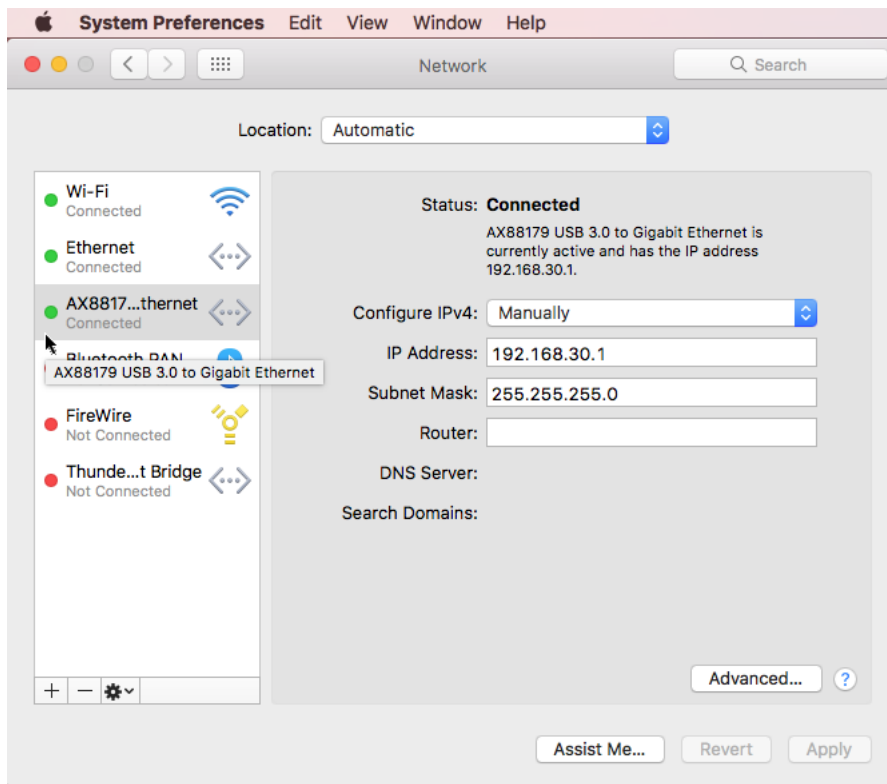 System Preferences Edit View Window Help
Network
Search
Location: Automatic
Wi-Fi
Connected
Ethernet
Connected
AX8817...thernet
Connected
Bluetooth PAN
AX88179 USB 3.0 to Gigabit Ethernet
FireWire
Not Connected
Thunde...t Bridge
Not Connected
Status: Connected
AX88179 USB 3.0 to Gigabit Ethernet is
currently active and has the IP address
192.168.30.1.
Configure IPv4: Manually
IP Address: 192.168.30.1
Subnet Mask: 255.255.255.0
Router:
DNS Server:
Search Domains:
Advanced... ?
Assist Me... Revert Apply